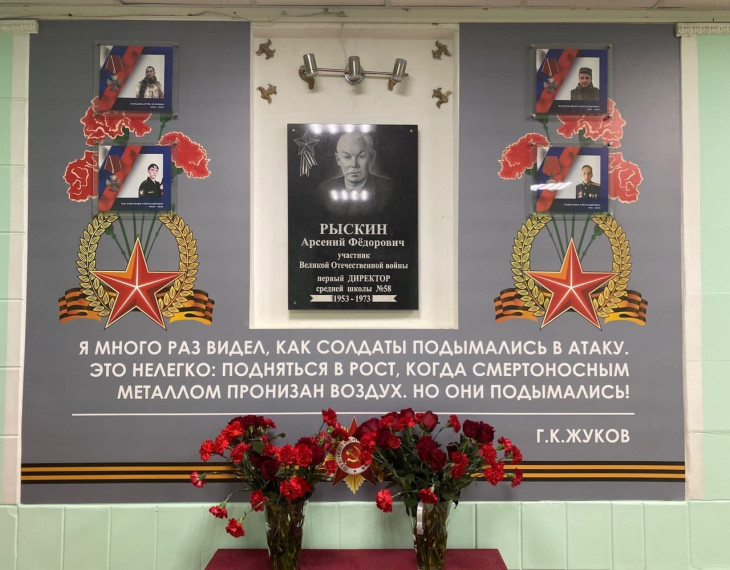 РЫСКИН
Арсений Фёдорович
участник
Великой Отечественной войны
первый ДИРЕКТОР
средней школы №58
1953 - 1973
Я МНОГО РАЗ ВИДЕЛ, КАК СОЛДАТЫ ПОДЫМАЛИСЬ В АТАКУ.
ЭТО НЕЛЕГКО: ПОДНЯТЬСЯ В РОСТ, КОГДА СМЕРТОНОСНЫМ
МЕТАЛЛОМ ПРОНИЗАН ВОЗДУХ. НО ОНИ ПОДЫМАЛИСЬ!
Г.К.ЖУКОВ